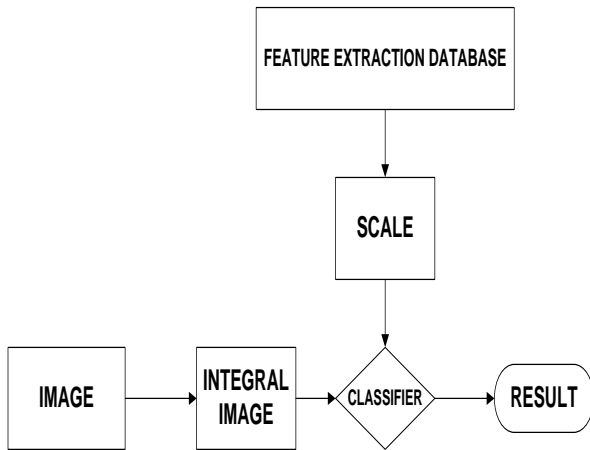 FEATURE EXTRACTION DATABASE
SCALE
IMAGE
INTEGRAL
IMAGE
CLASSIFIER
RESULT